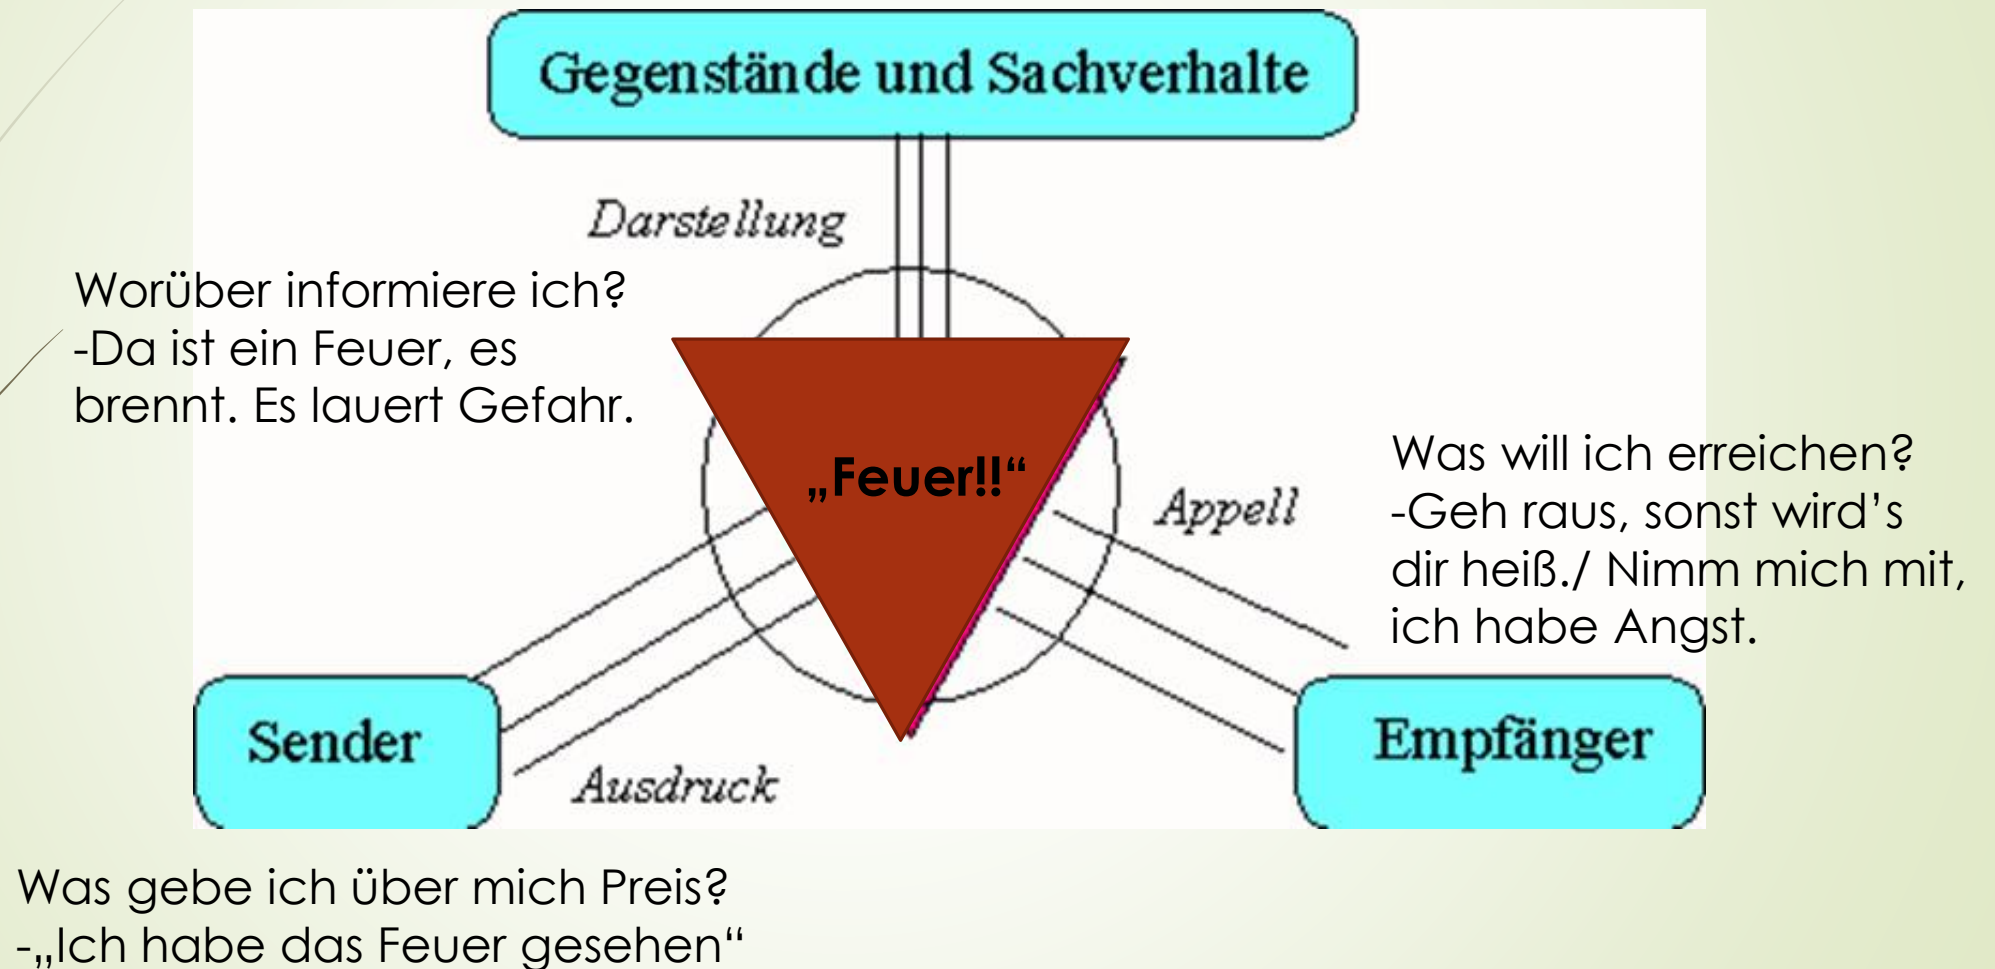 Gegenstände und Sachverhalte
Darstellung
Worüber informiere ich?
-Da ist ein Feuer, es
brennt. Es lauert Gefahr.
„Feuer!!“
Was will ich erreichen?
-Geh raus, sonst wird’s
dir heiß./ Nimm mich mit,
ich habe Angst.
Appell
Sender
Empfänger
Ausdruck
Was gebe ich über mich Preis?
-„Ich habe das Feuer gesehen“